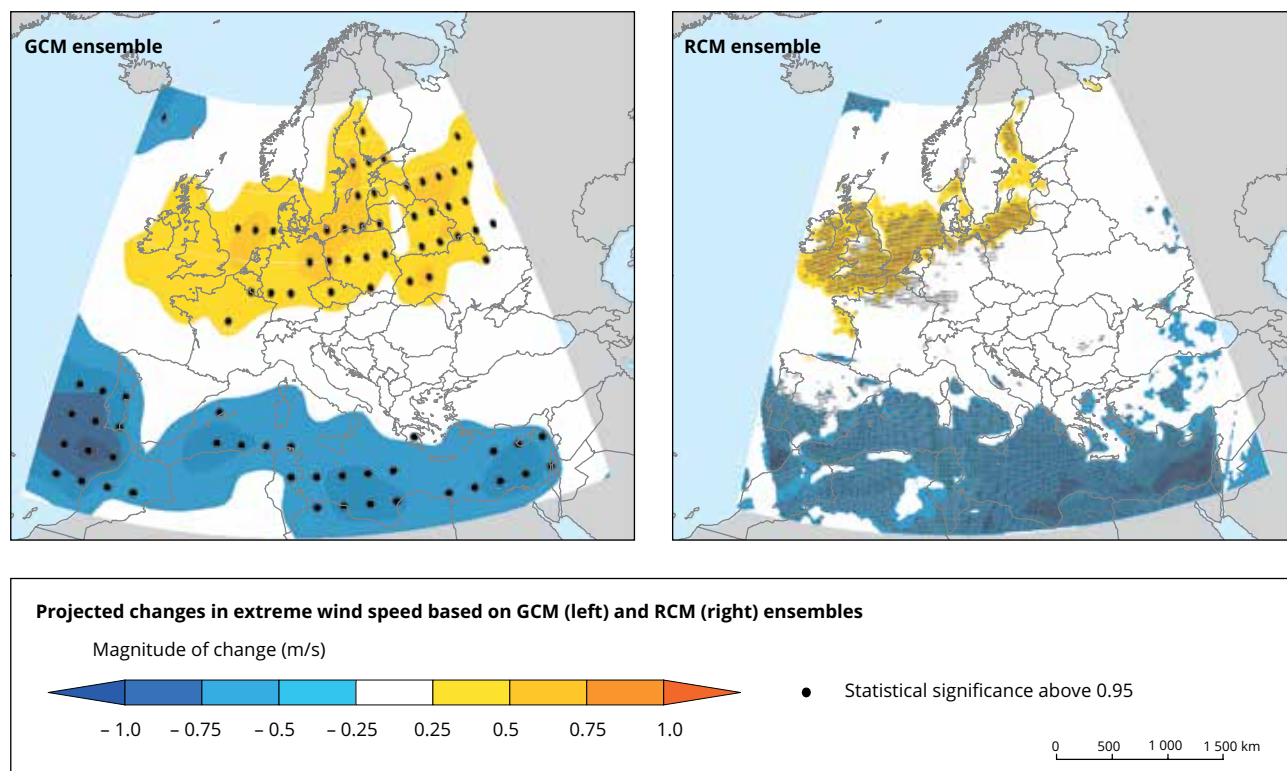 GCM ensemble
RCM ensemble
Projected changes in extreme wind speed based on GCM (left) and RCM (right) ensembles
Magnitude of change (m/s)
– 1.0 – 0.75 – 0.5 – 0.25 0.25 0.5 0.75 1.0
Statistical significance above 0.95
0 500 1 000 1 500 km